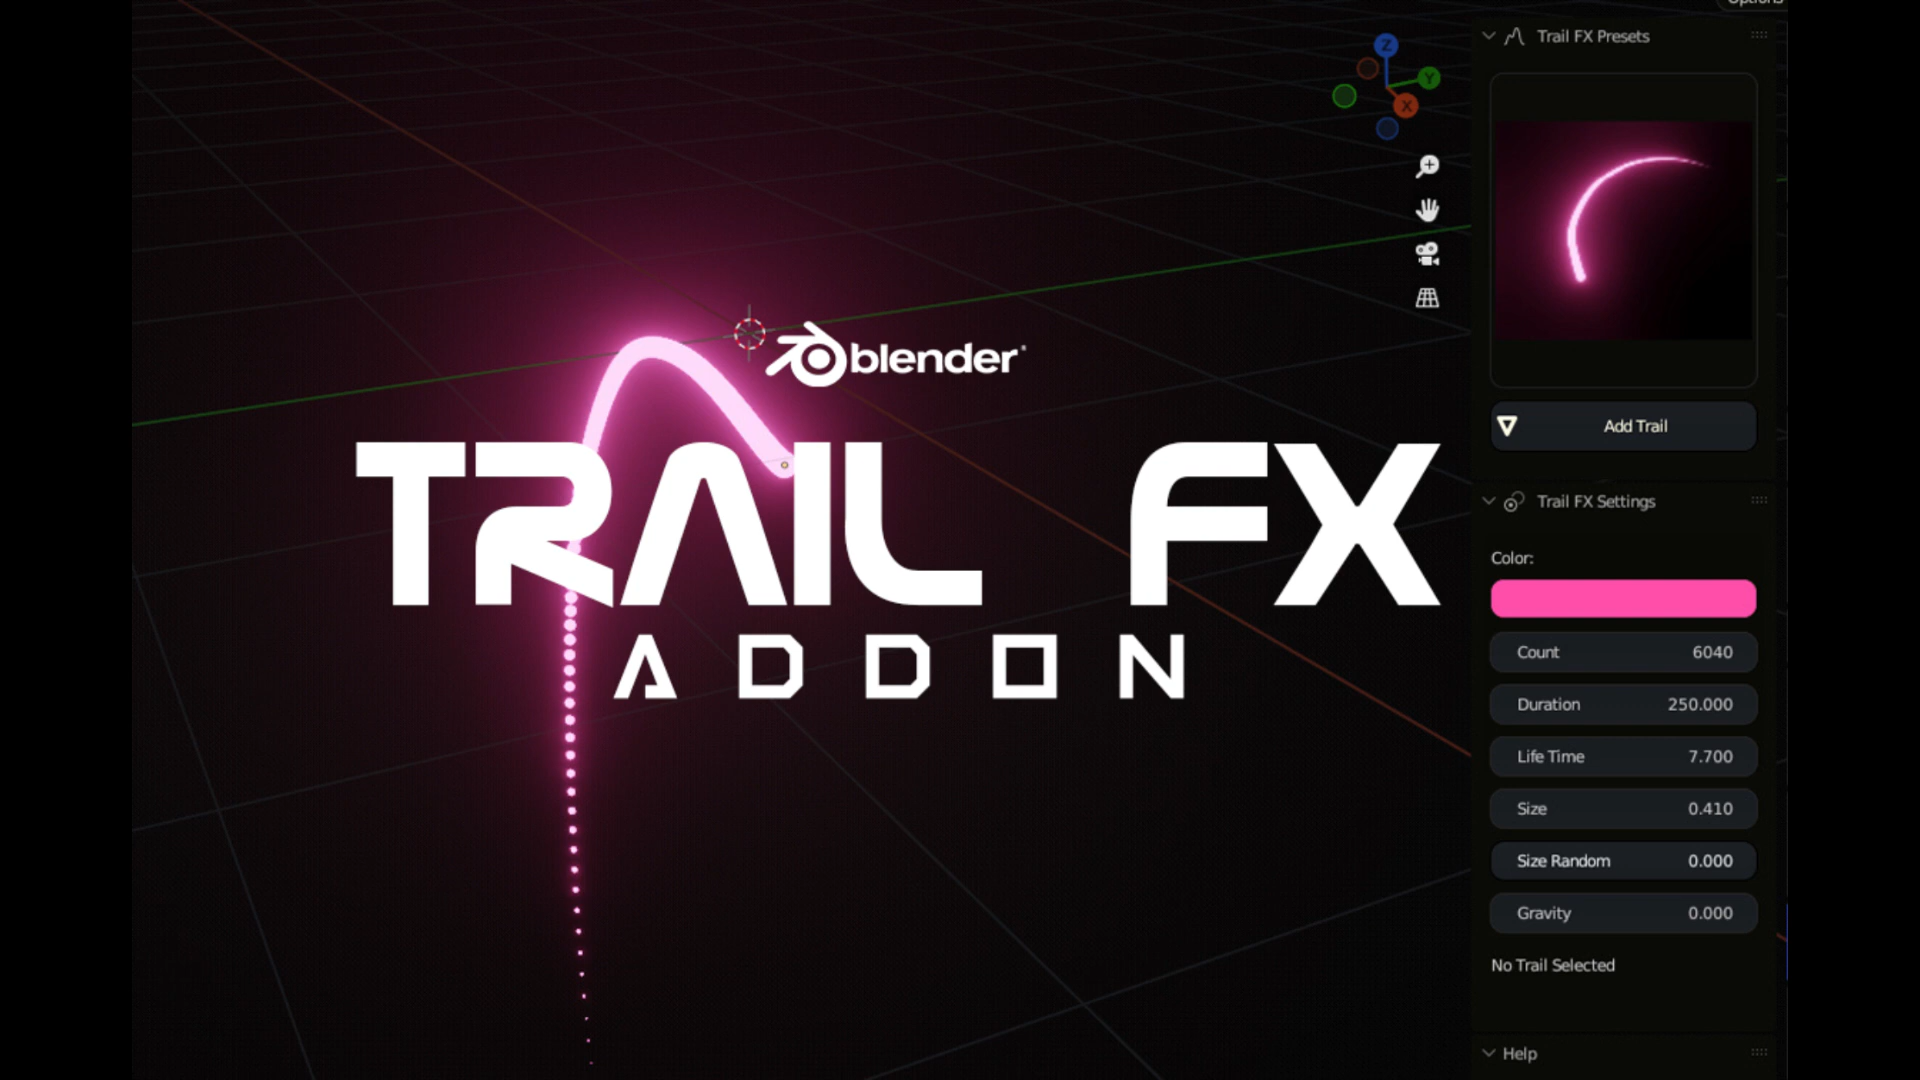 Options
Trail FX Presets
Z
Y
X
Add Trail
blender
TRAIL FX
ADDON
Trail FX Settings
Color:
Count 6040
Duration 250.000
Life Time 7.700
Size 0.410
Size Random 0.000
Gravity 0.000
No Trail Selected
Help